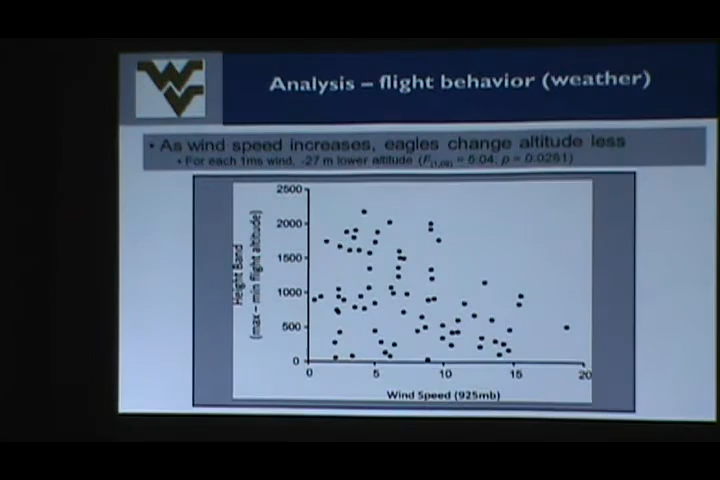 WV
Analysis – flight behavior (weather)
• As wind speed increases, eagles change altitude less
• For each 1ms wind, -27 m lower altitude (F = 5.04, p = 0.0281)
2500
2000
1500
1000
500
0
Height Band
(max – min flight altitude)
0 5 10 15 20
Wind Speed (925mb)